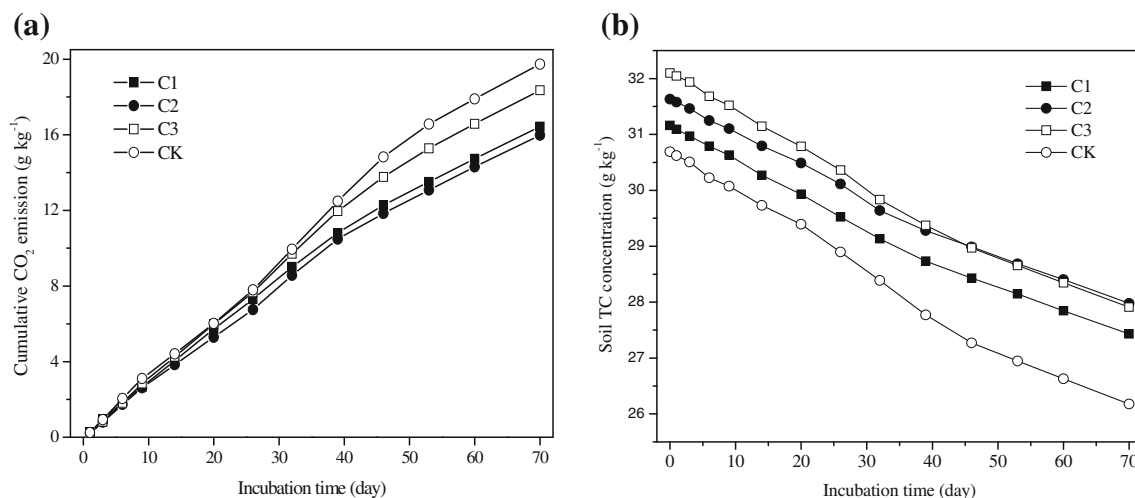 (a)
20
16
12
8
4
0
Cumulative CO₂ emission (g kg⁻¹)
C1
C2
C3
CK
0 10 20 30 40 50 60 70
Incubation time (day)
(b)
32
31
30
29
28
27
26
Soil TC concentration (g kg⁻¹)
C1
C2
C3
CK
0 10 20 30 40 50 60 70
Incubation time (day)